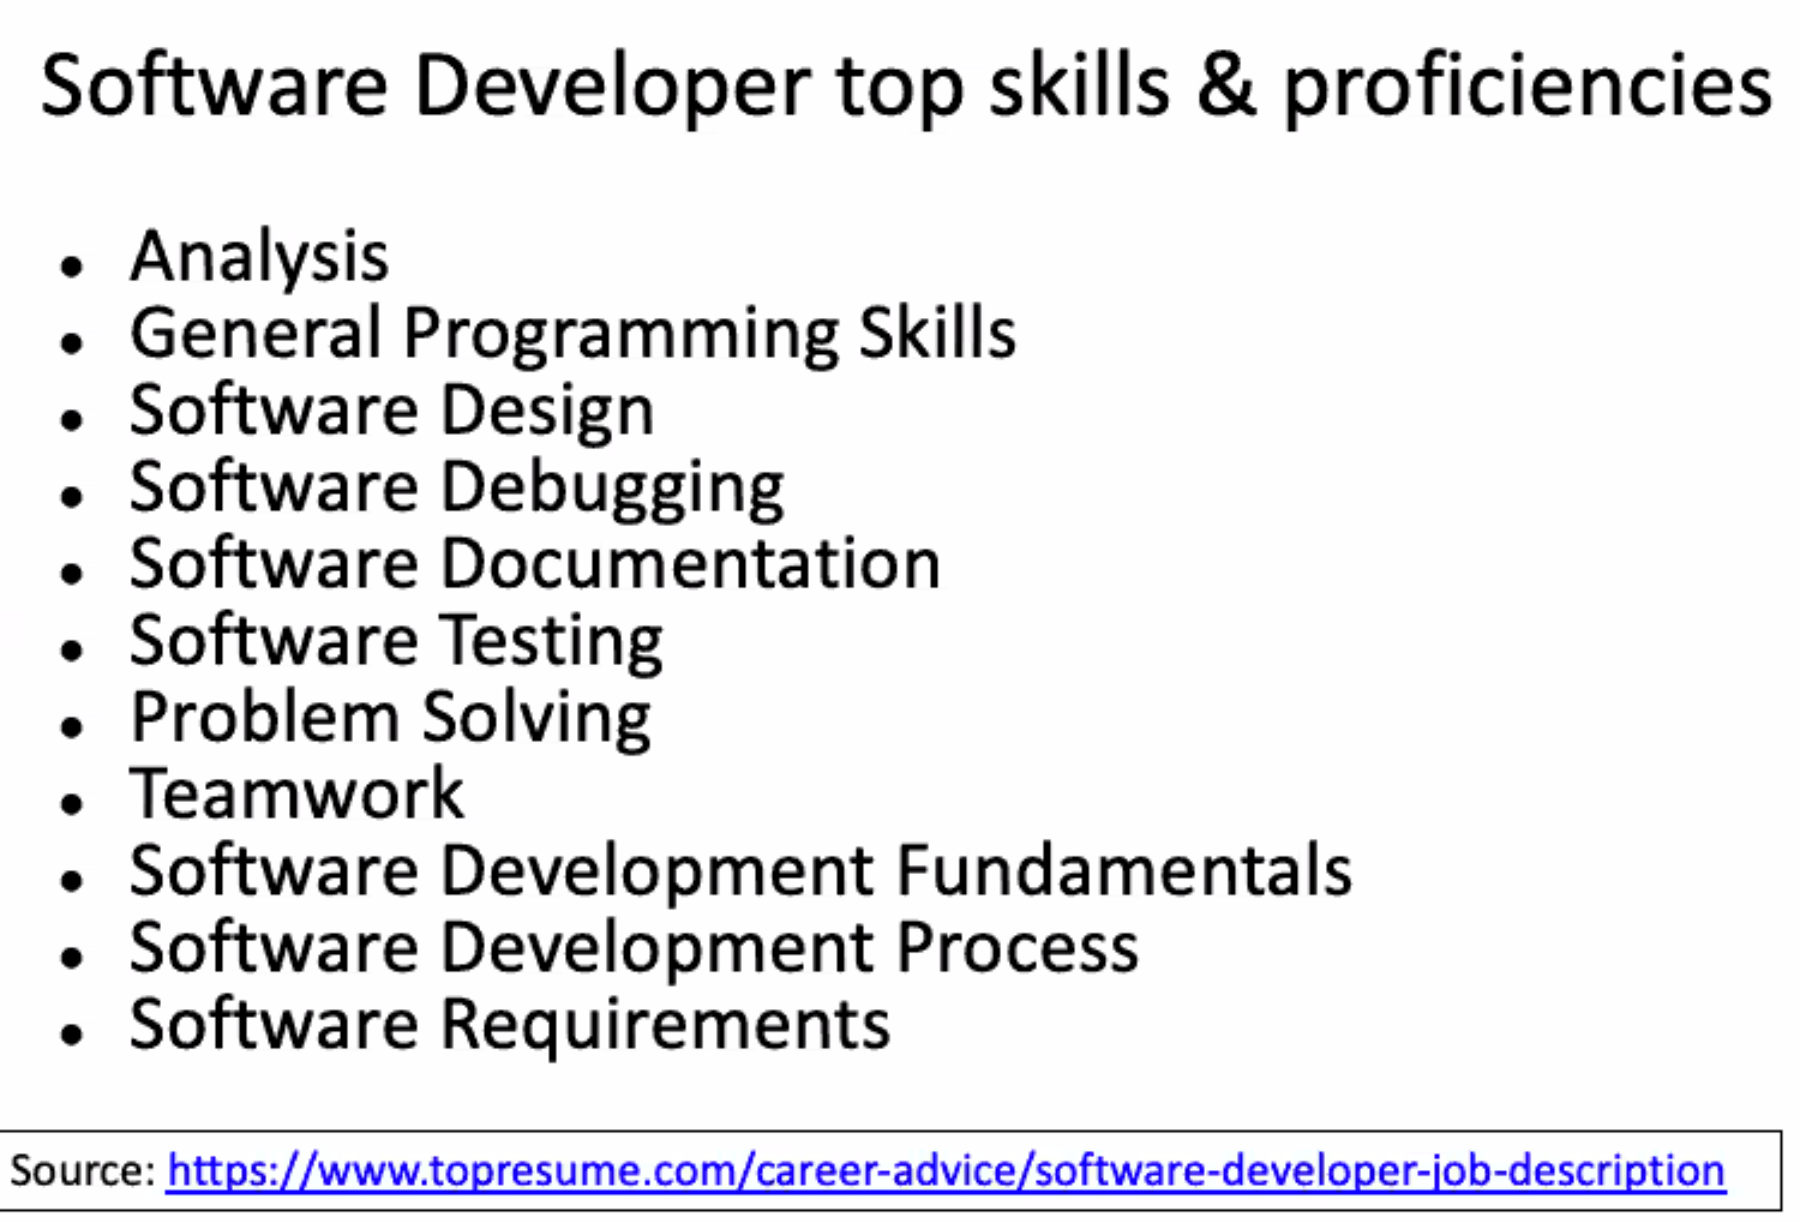 Software Developer top skills & proficiencies
• Analysis
• General Programming Skills
• Software Design
• Software Debugging
• Software Documentation
• Software Testing
• Problem Solving
• Teamwork
• Software Development Fundamentals
• Software Development Process
• Software Requirements
Source: https://www.topresume.com/career-advice/software-developer-job-description